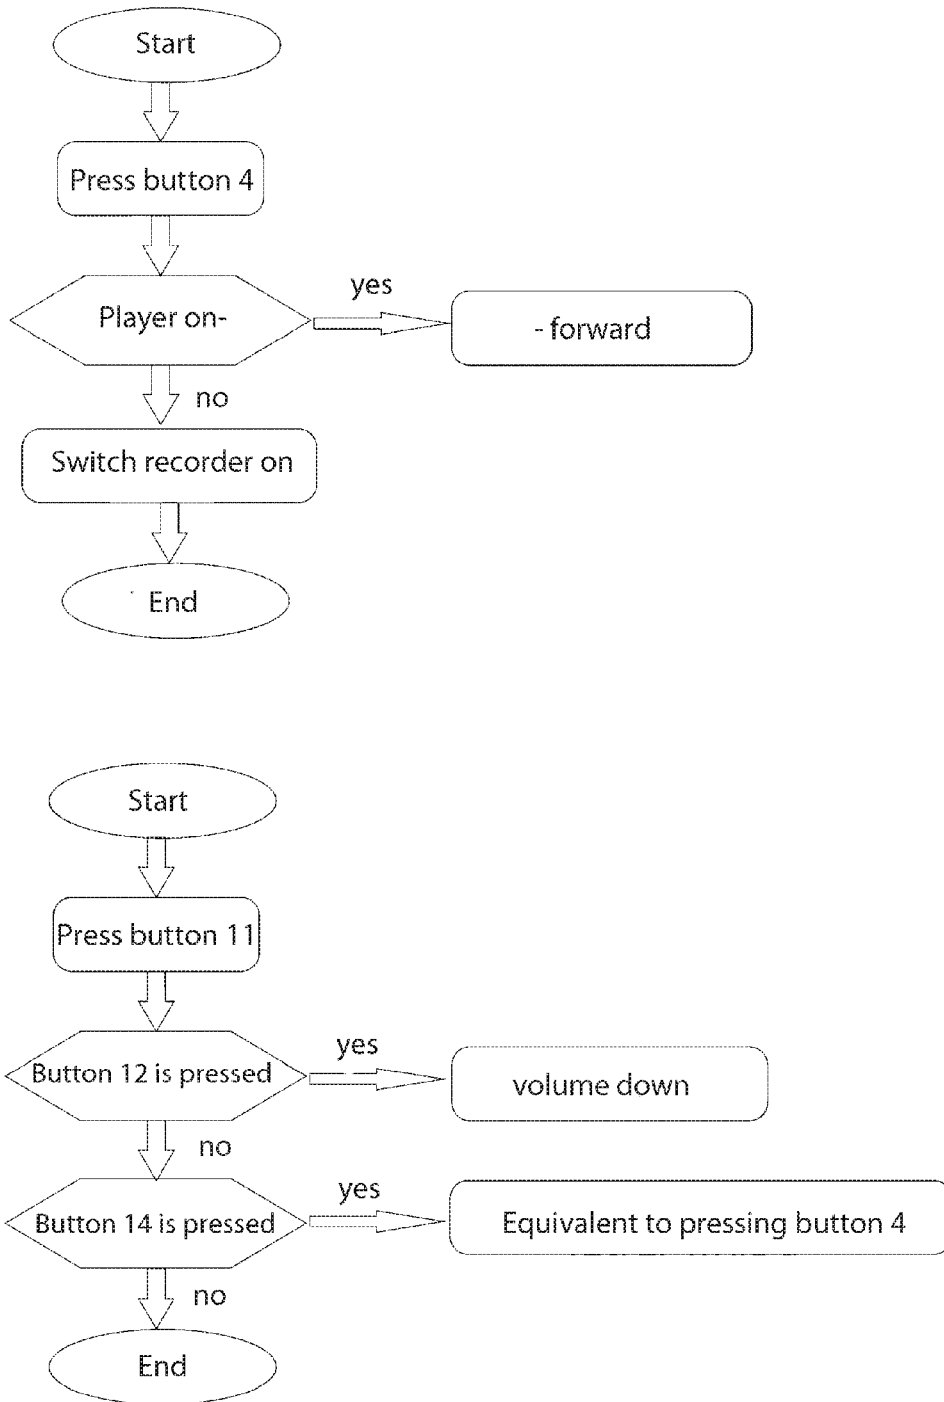 Start
Press button 4
Player on-
yes
- forward
no
Switch recorder on
End
Start
Press button 11
Button 12 is pressed
yes
volume down
no
Button 14 is pressed
yes
Equivalent to pressing button 4
no
End